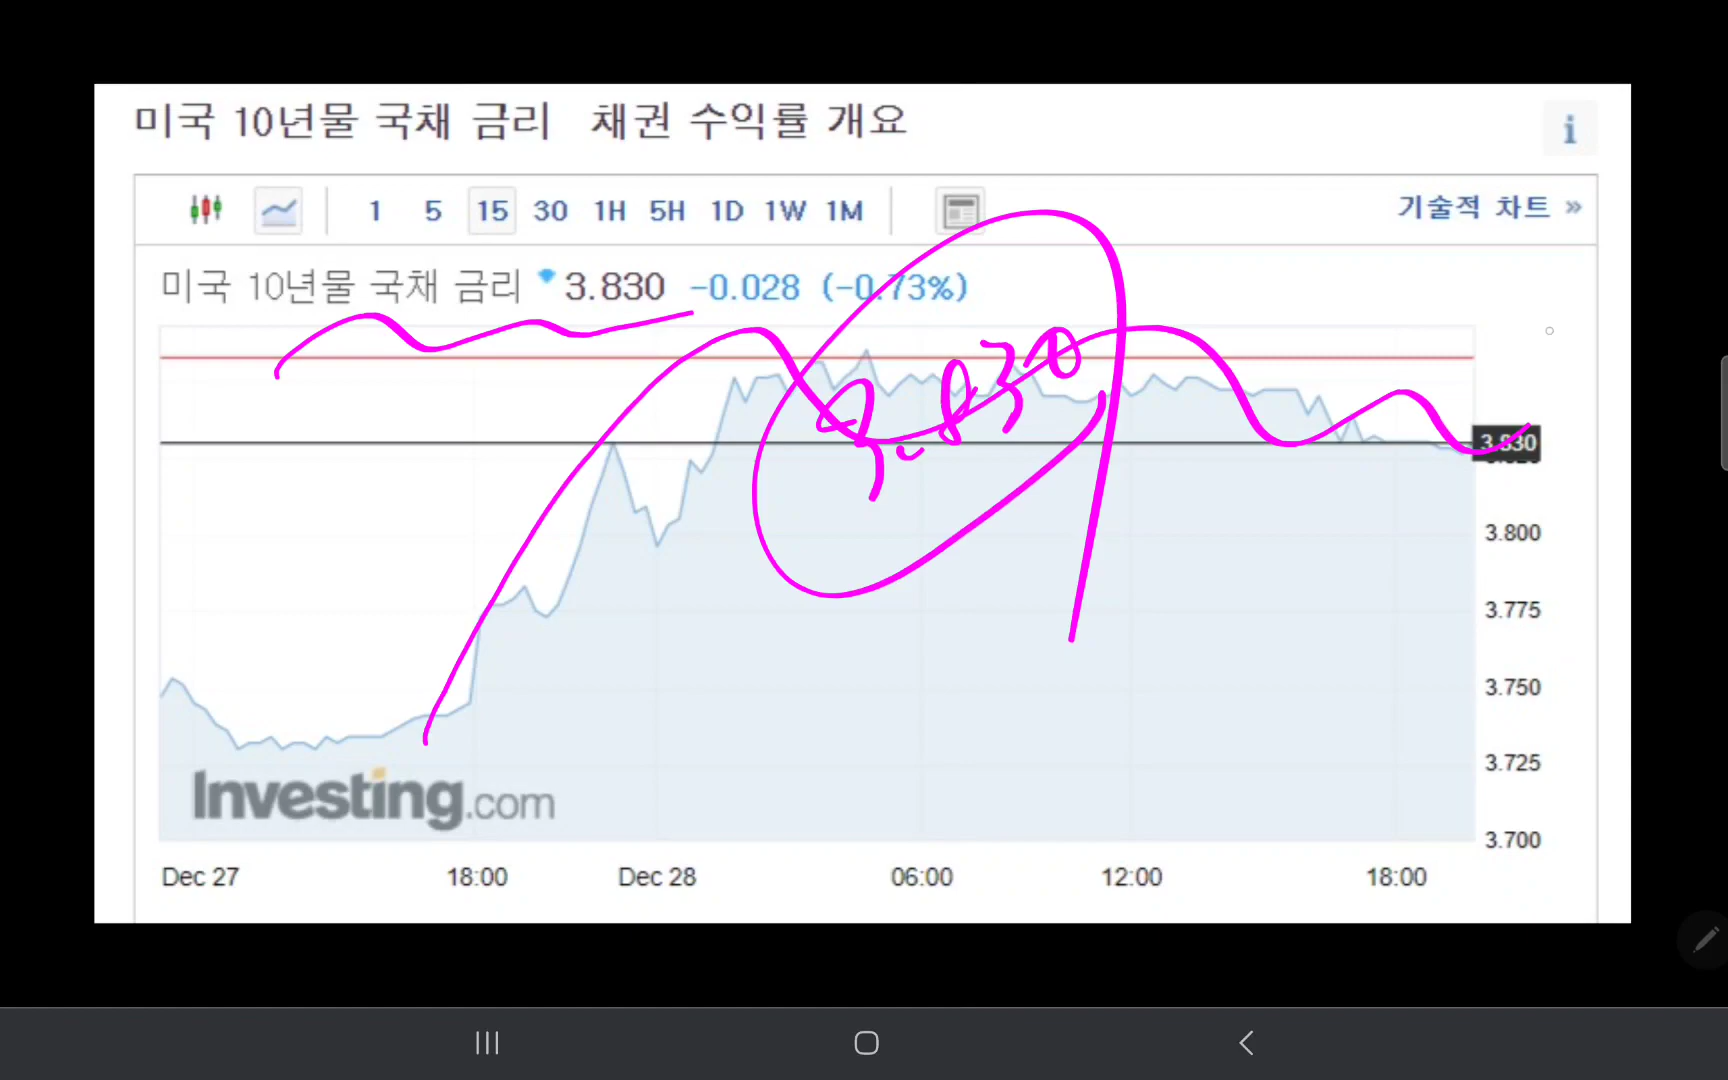 미국 10년물 국채 금리 채권 수익률 개요
i
1 5 15 30 1H 5H 1D 1W 1M
기술적 차트 »
미국 10년물 국채 금리 3.830 -0.028 (-0.73%)
3.830
3.830
3.800
3.775
3.750
3.725
3.700
Investing.com
Dec 27 18:00 Dec 28 06:00 12:00 18:00